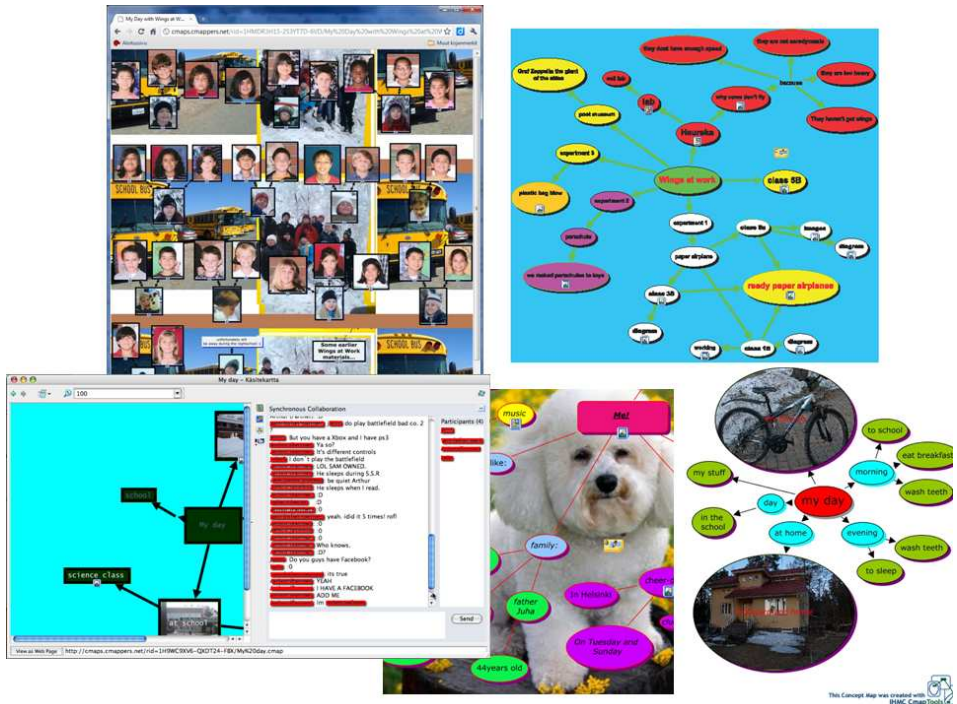 My Day with Wings at W...
cmaps.cmappers.net/
Muut kirjanmerkit
SCHOOL BUS
Some earlier
Wings at Work
materials...
they dont have enough speed
they are not aerodynamic
Graf Zeppelin the giant
of the skies
lab
why cows don't fly
because
they are too heavy
They haven't got wings
post museum
Heureka
experiment 3
Wings at work
class 5B
plastic bag blow
experiment 2
experiment 1
parachute
paper airplane
images
diagram
we maked parachutes to toys
class 3B
ready paper airplanes
diagram
working
class 1B
diagram
My day - Käsitekartta
100
Synchronous Collaboration
Participants (4)
do play battlefield bad co. 2
But you have a Xbox and I have ps3
Ya so?
It's different controls
I don't play the battlefield
LOL SAM OWNED.
He sleeps during S.S.R
be quiet Arthur
He sleeps when I read.
:D
:D
:O
yeah. idid it 5 times! rofl
:O
:O
Who knows,
:D?
Do you guys have Facebook?
:O
its true
YEAH
I HAVE A FACEBOOK
ADD ME
im
Send
school
My day
science class
at school
View as Web Page
http://cmaps.cmappers.net/rid=1H9WC9XV6-QXDT24-F8X/My%20day.cmap
music
Me!
like:
family:
father
Juha
in Helsinki
cheer-
On Tuesday and
Sunday
44years old
to school
eat breakfast
morning
my stuff
wash teeth
day
my day
in the
school
at home
evening
wash teeth
to sleep
This Concept Map was created with
IHMC CmapTools